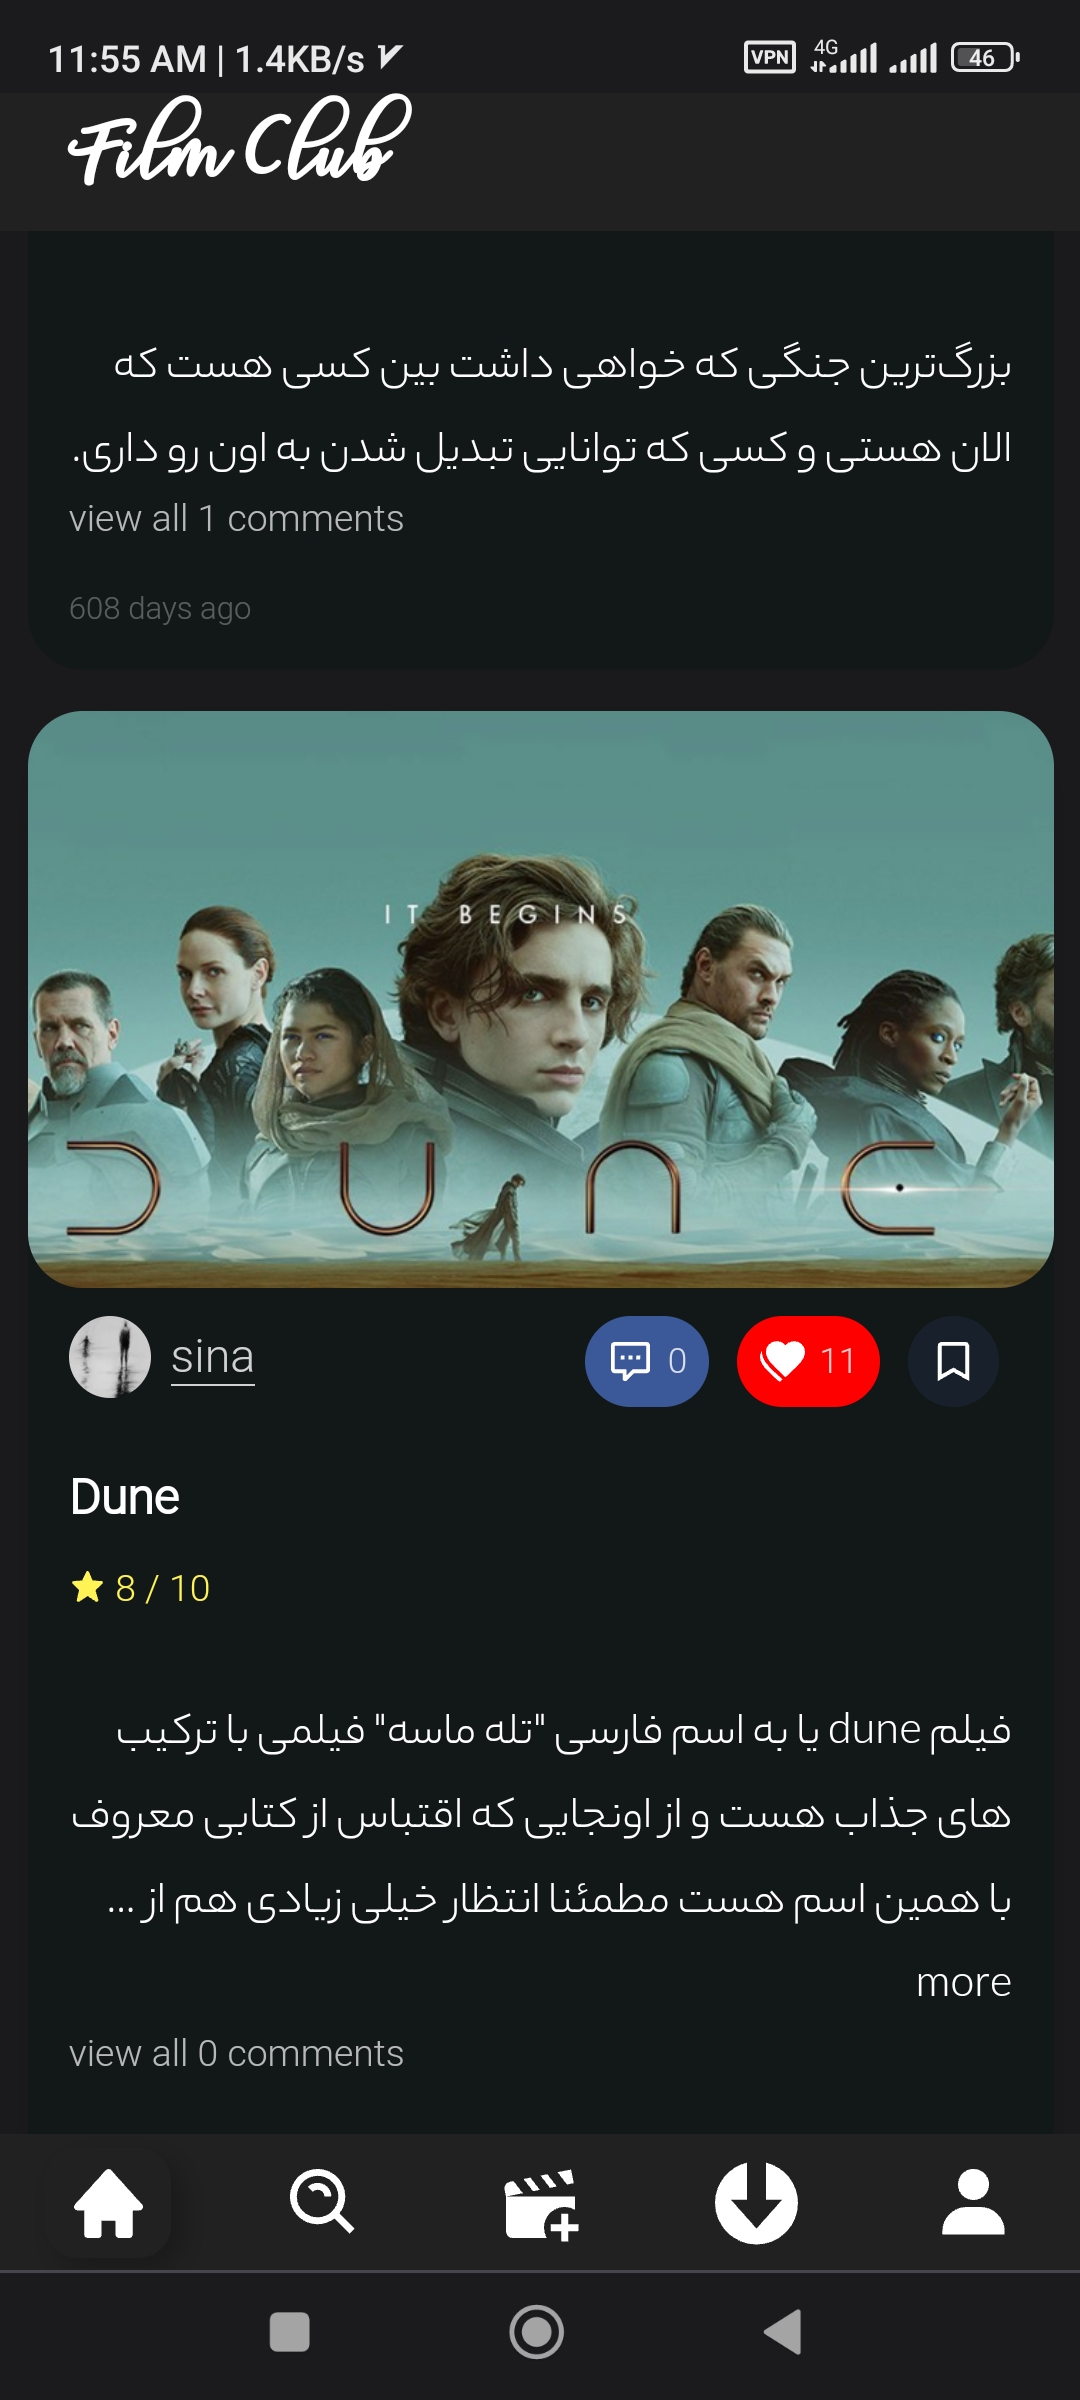 11:55 AM | 1.4KB/s
VPN 4G 46
Film Club
بزرگ‌ترین جنگی که خواهی داشت بین کسی هست که
الان هستی و کسی که توانایی تبدیل شدن به اون رو داری.
view all 1 comments
608 days ago
IT BEGINS
DUNE
sina
0
11
Dune
8 / 10
فیلم dune یا به اسم فارسی "تله ماسه" فیلمی با ترکیب
های جذاب هست و از اونجایی که اقتباس از کتابی معروف
با همین اسم هست مطمئنا انتظار خیلی زیادی هم از ...
more
view all 0 comments